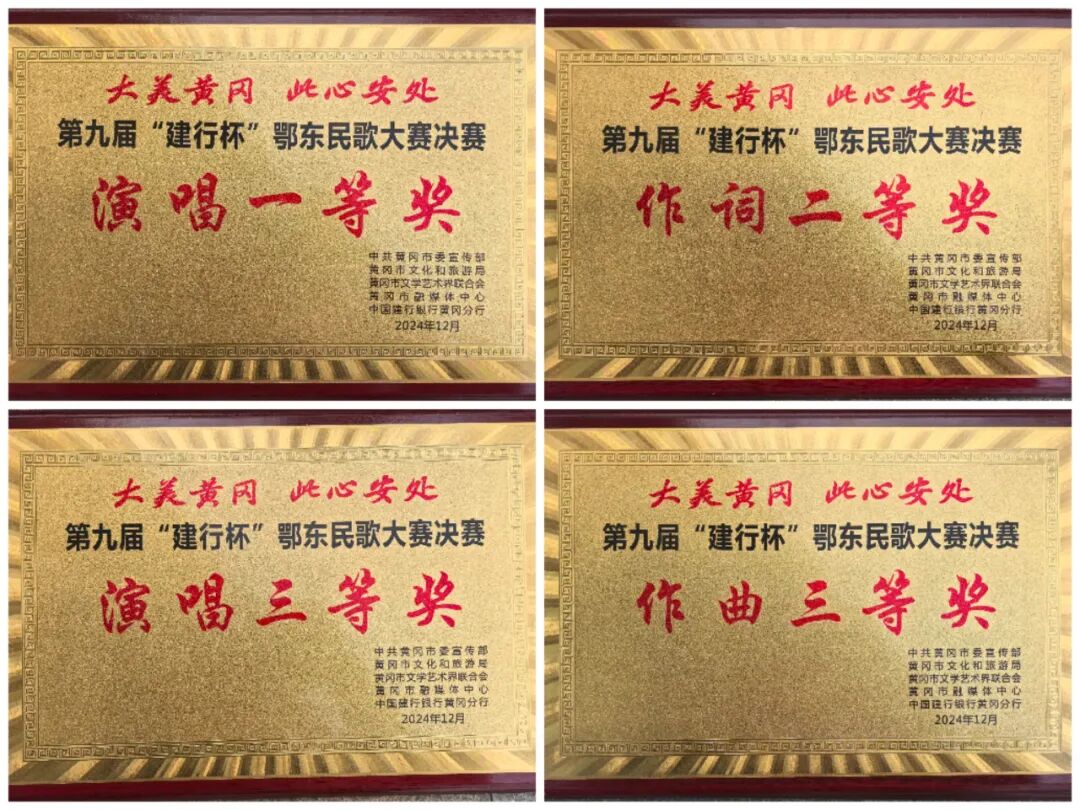 大美黄冈 此心安处
第九届“建行杯”鄂东民歌大赛决赛
演唱一等奖
中共黄冈市委宣传部
黄冈市文化和旅游局
黄冈市文学艺术界联合会
黄冈市融媒体中心
中国建行银行黄冈分行
2024年12月
大美黄冈 此心安处
第九届“建行杯”鄂东民歌大赛决赛
作词二等奖
中共黄冈市委宣传部
黄冈市文化和旅游局
黄冈市文学艺术界联合会
黄冈市融媒体中心
中国建行银行黄冈分行
2024年12月
大美黄冈 此心安处
第九届“建行杯”鄂东民歌大赛决赛
演唱三等奖
中共黄冈市委宣传部
黄冈市文化和旅游局
黄冈市文学艺术界联合会
黄冈市融媒体中心
中国建行银行黄冈分行
2024年12月
大美黄冈 此心安处
第九届“建行杯”鄂东民歌大赛决赛
作曲三等奖
中共黄冈市委宣传部
黄冈市文化和旅游局
黄冈市文学艺术界联合会
黄冈市融媒体中心
中国建行银行黄冈分行
2024年12月